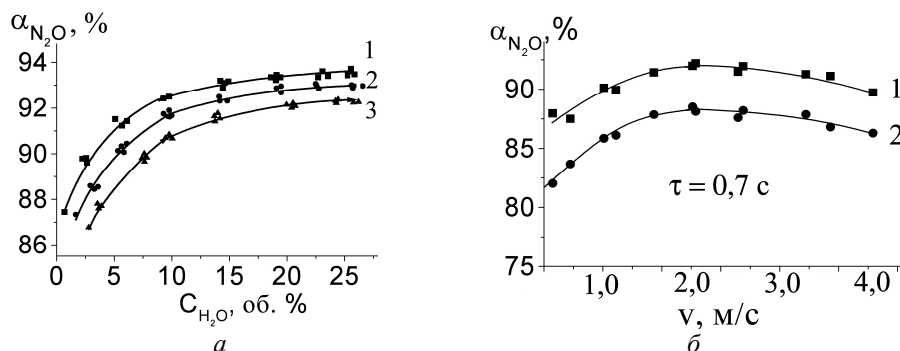 α_N₂O, %
94
92
90
88
86
0 5 10 15 20 25
C_H₂O, об. %
1
2
3
а
α_N₂O, %
90
85
80
75
1,0 2,0 3,0 4,0
v, м/с
1
2
τ = 0,7 с
б